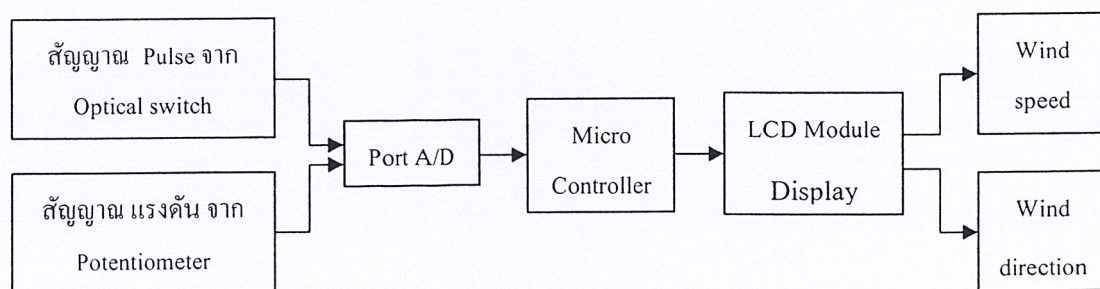 สัญญาณ Pulse จาก
Optical switch
สัญญาณ แรงดัน จาก
Potentiometer
Port A/D
Micro
Controller
LCD Module
Display
Wind
speed
Wind
direction